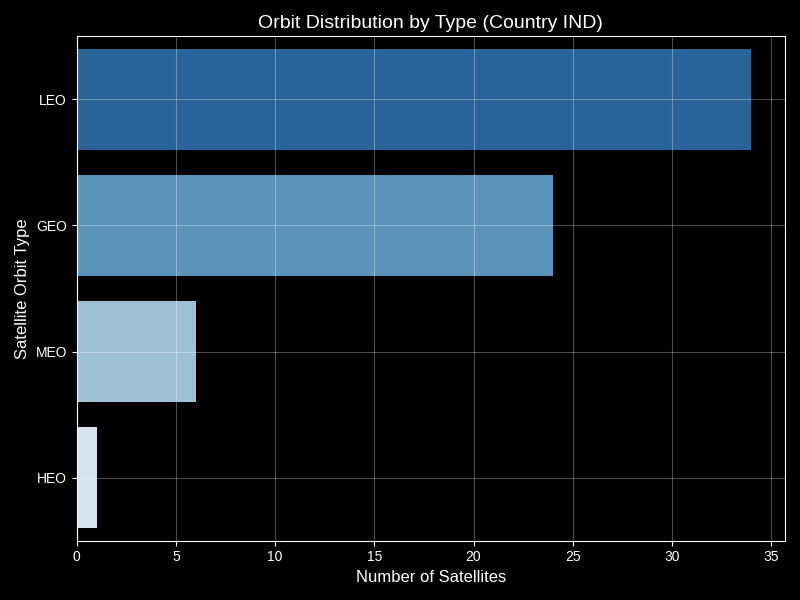 Orbit Distribution by Type (Country IND)
Satellite Orbit Type
LEO
GEO
MEO
HEO
0 5 10 15 20 25 30 35
Number of Satellites